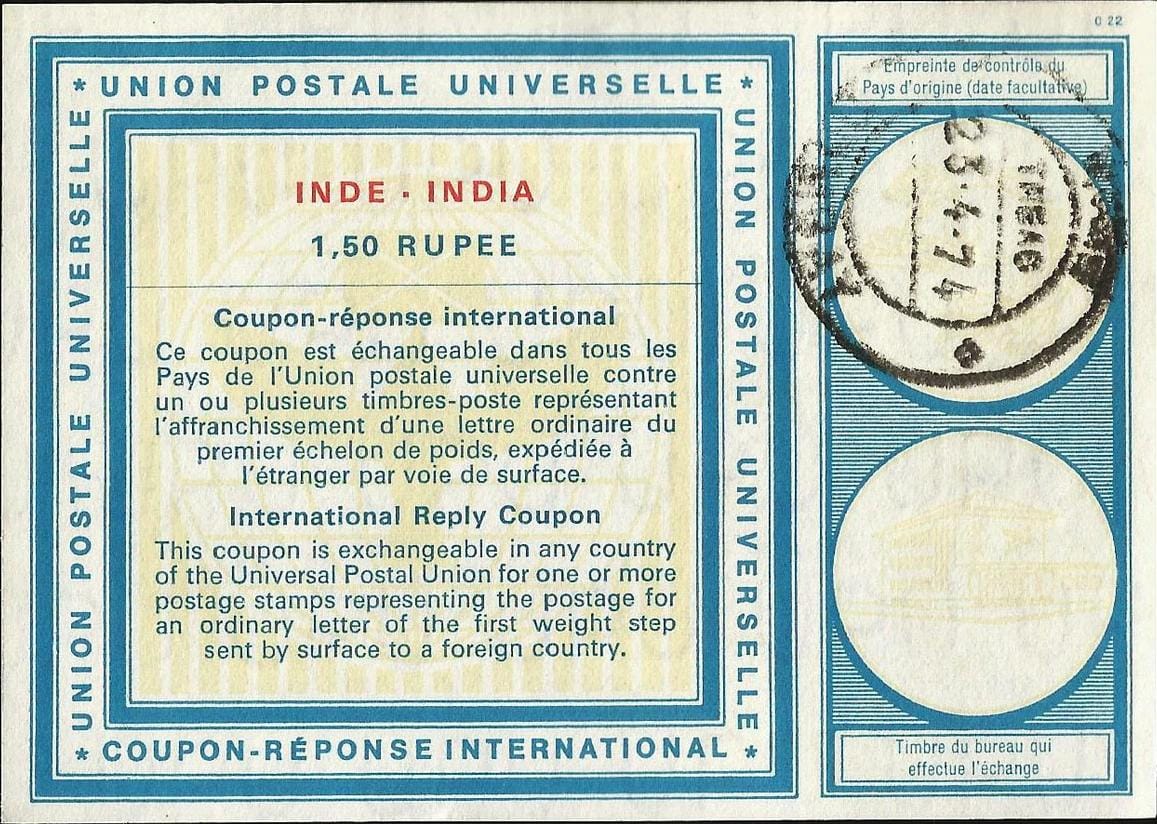 C 22
* UNION POSTALE UNIVERSELLE *
UNION POSTALE UNIVERSELLE
UNION POSTALE UNIVERSELLE
INDE · INDIA
1,50 RUPEE
Coupon-réponse international
Ce coupon est échangeable dans tous les
Pays de l'Union postale universelle contre
un ou plusieurs timbres-poste représentant
l'affranchissement d'une lettre ordinaire du
premier échelon de poids, expédiée à
l'étranger par voie de surface.
International Reply Coupon
This coupon is exchangeable in any country
of the Universal Postal Union for one or more
postage stamps representing the postage for
an ordinary letter of the first weight step
sent by surface to a foreign country.
* COUPON-RÉPONSE INTERNATIONAL *
Empreinte de contrôle du
Pays d'origine (date facultative)
23·4·74
Timbre du bureau qui
effectue l'échange